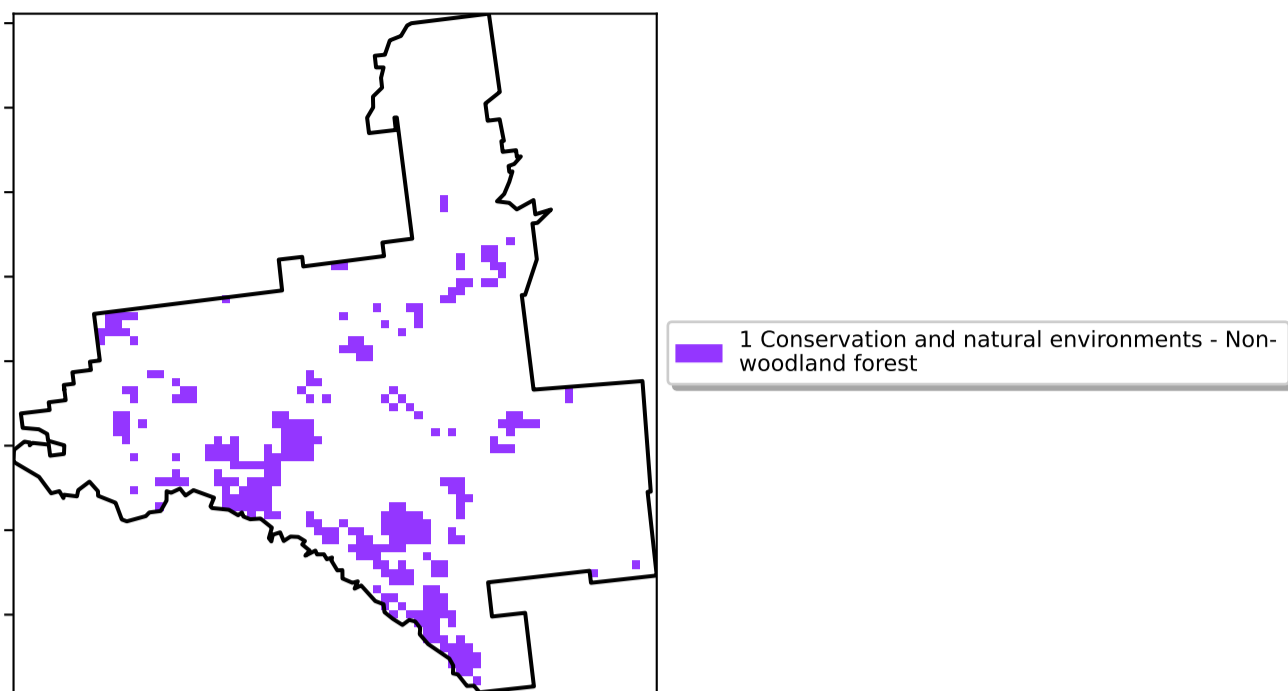 1 Conservation and natural environments - Non-
woodland forest